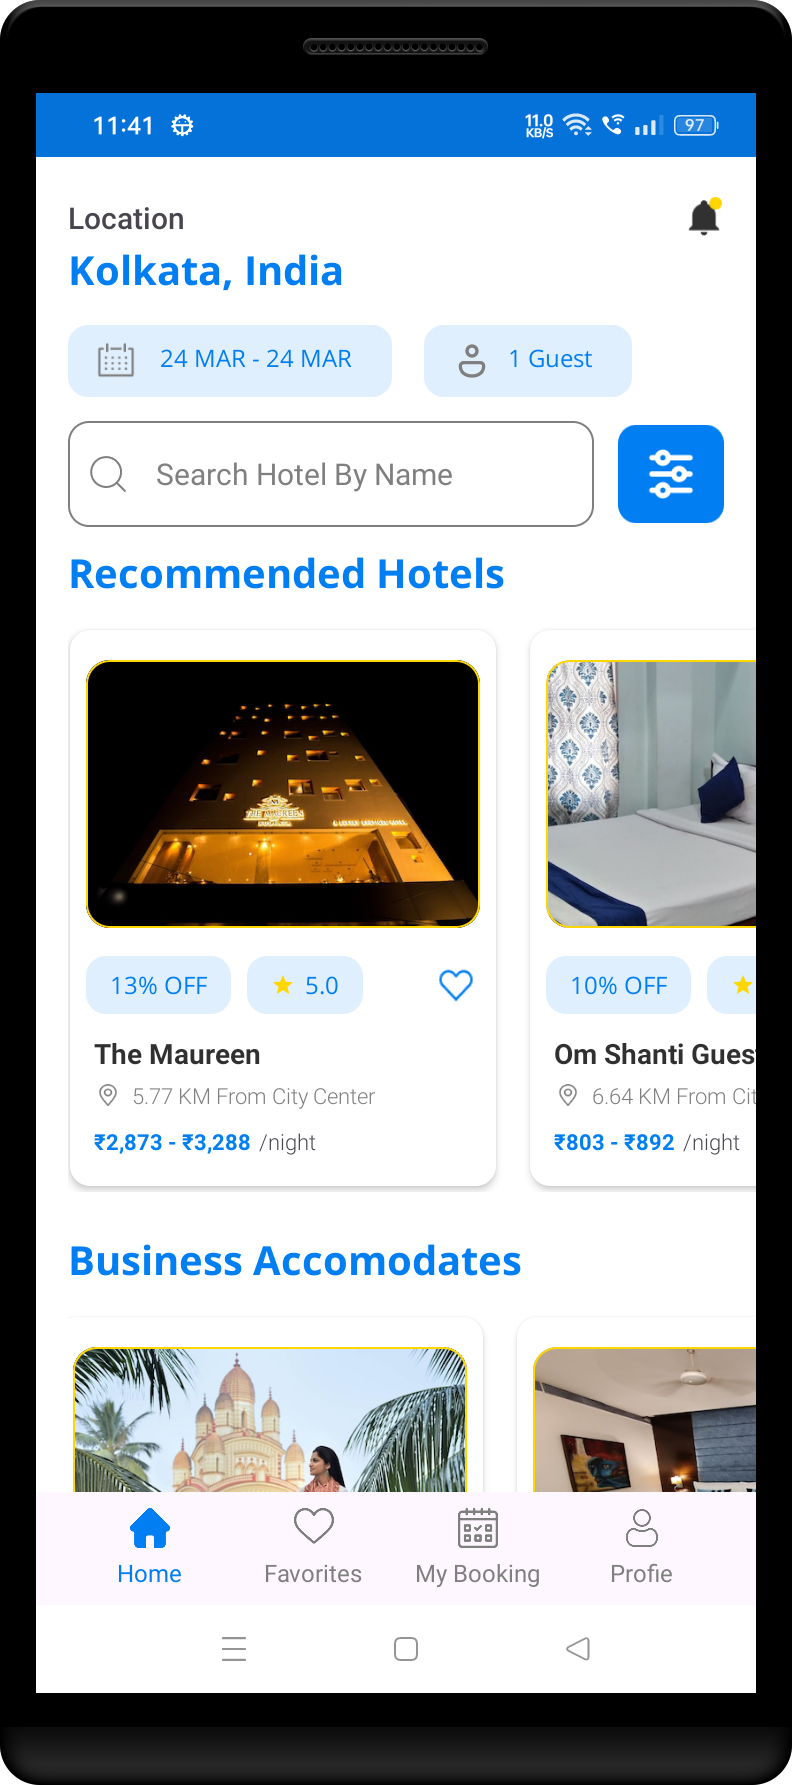 11:41
11.0
KB/S
97
Location
Kolkata, India
24 MAR - 24 MAR
1 Guest
Search Hotel By Name
Recommended Hotels
THE MAUREEN
13% OFF
5.0
10% OFF
The Maureen
Om Shanti Gues
5.77 KM From City Center
6.64 KM From Cit
₹2,873 - ₹3,288 /night
₹803 - ₹892 /night
Business Accomodates
Home
Favorites
My Booking
Profie